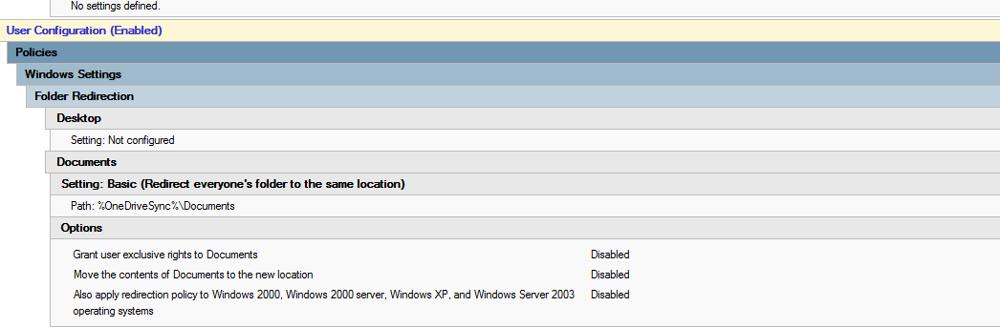 No settings defined.
User Configuration (Enabled)
Policies
Windows Settings
Folder Redirection
Desktop
Setting: Not configured
Documents
Setting: Basic (Redirect everyone's folder to the same location)
Path: %OneDriveSync%\Documents
Options
Grant user exclusive rights to Documents Disabled
Move the contents of Documents to the new location Disabled
Also apply redirection policy to Windows 2000, Windows 2000 server, Windows XP, and Windows Server 2003 Disabled
operating systems